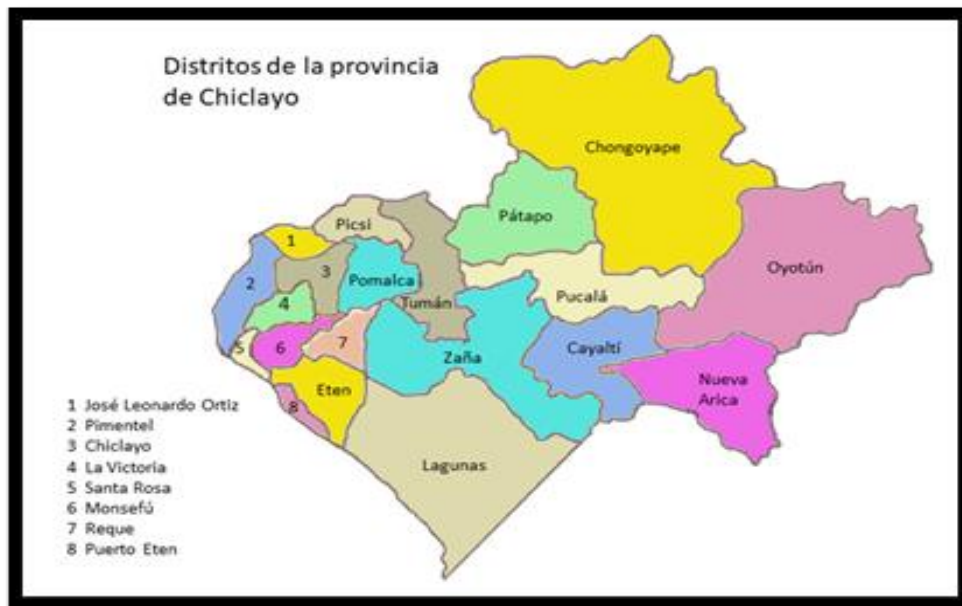 Distritos de la provincia
de Chiclayo
Chongoyape
Pátapo
Picsi
1
3
2
Pomalca
Oyotún
Pucalá
Tumán
4
5
6
7
Zaña
Cayaltí
Nueva
Arica
Eten
8
Lagunas
1 José Leonardo Ortiz
2 Pimentel
3 Chiclayo
4 La Victoria
5 Santa Rosa
6 Monsefú
7 Reque
8 Puerto Eten